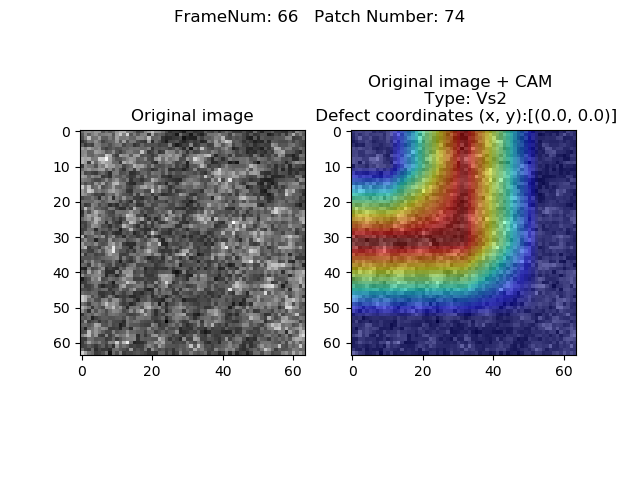 FrameNum: 66   Patch Number: 74
Original image
0
10
20
30
40
50
60
0 20 40 60
Original image + CAM
Type: Vs2
Defect coordinates (x, y):[(0.0, 0.0)]
0
10
20
30
40
50
60
0 20 40 60